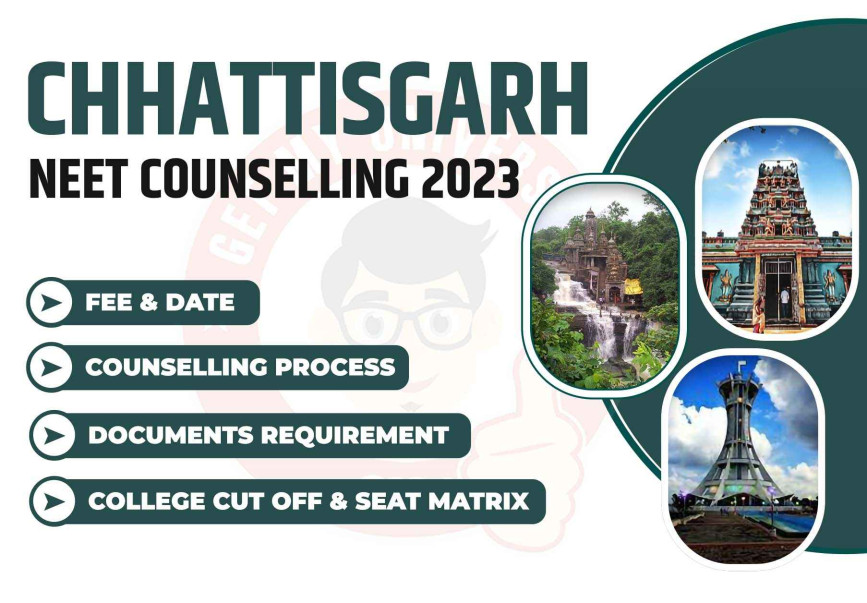 CHHATTISGARH
NEET COUNSELLING 2023
FEE & DATE
COUNSELLING PROCESS
DOCUMENTS REQUIREMENT
COLLEGE CUT OFF & SEAT MATRIX